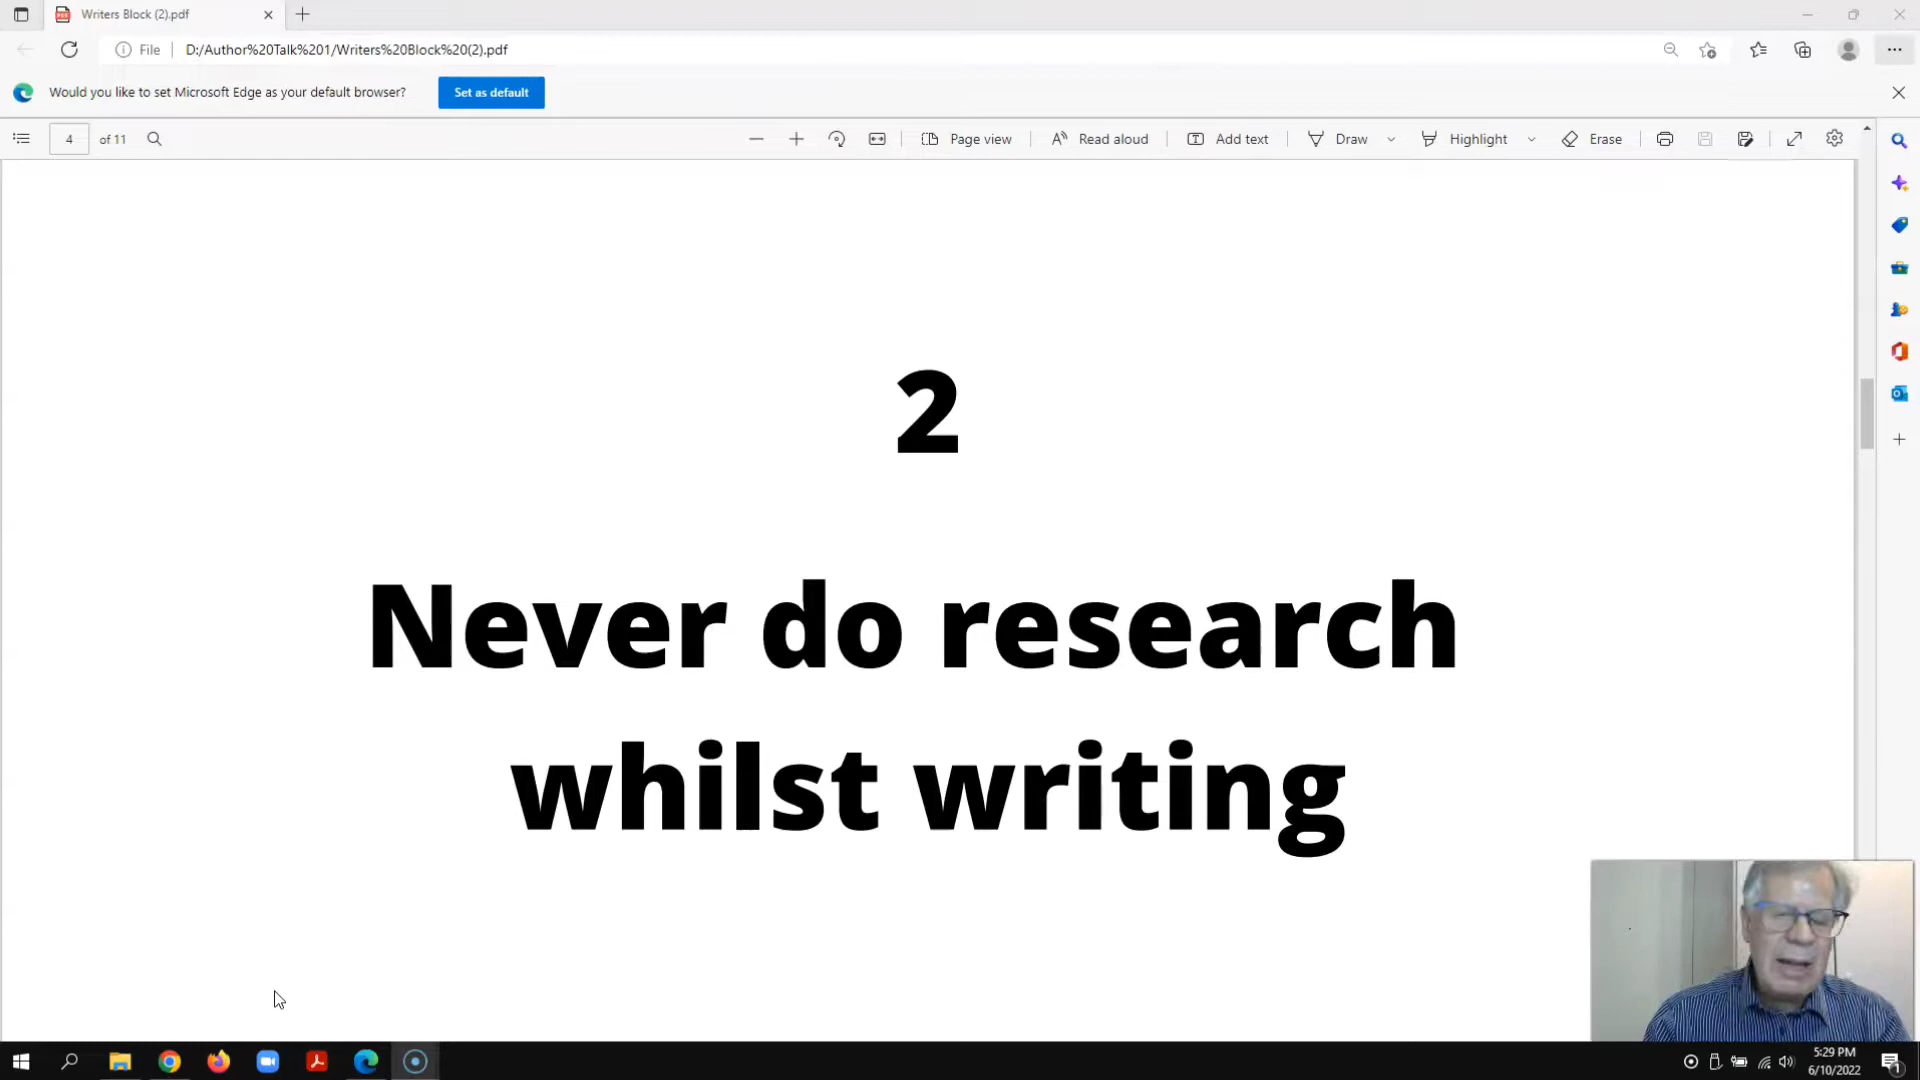 Writers Block (2).pdf
File D:/Author%20Talk%201/Writers%20Block%20(2).pdf
Would you like to set Microsoft Edge as your default browser? Set as default
4 of 11 Page view Read aloud Add text Draw Highlight Erase
2
Never do research
whilst writing
5:29 PM
6/10/2022
1